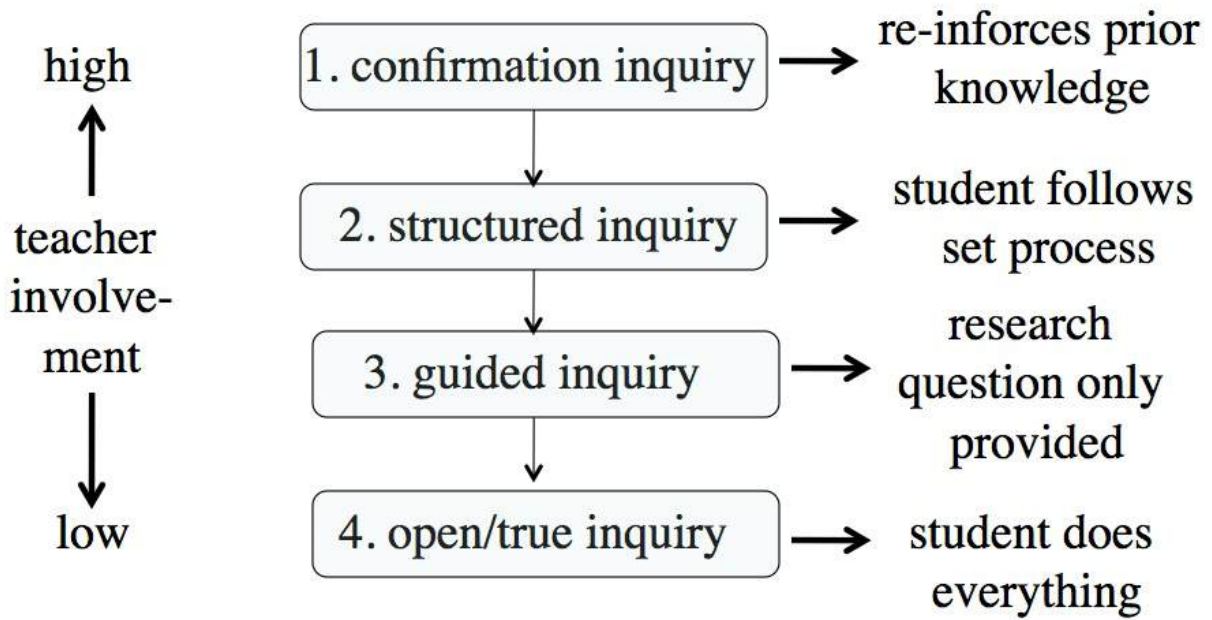 high
teacher
involve-
ment
low
1. confirmation inquiry
re-inforces prior
knowledge
2. structured inquiry
student follows
set process
3. guided inquiry
research
question only
provided
4. open/true inquiry
student does
everything